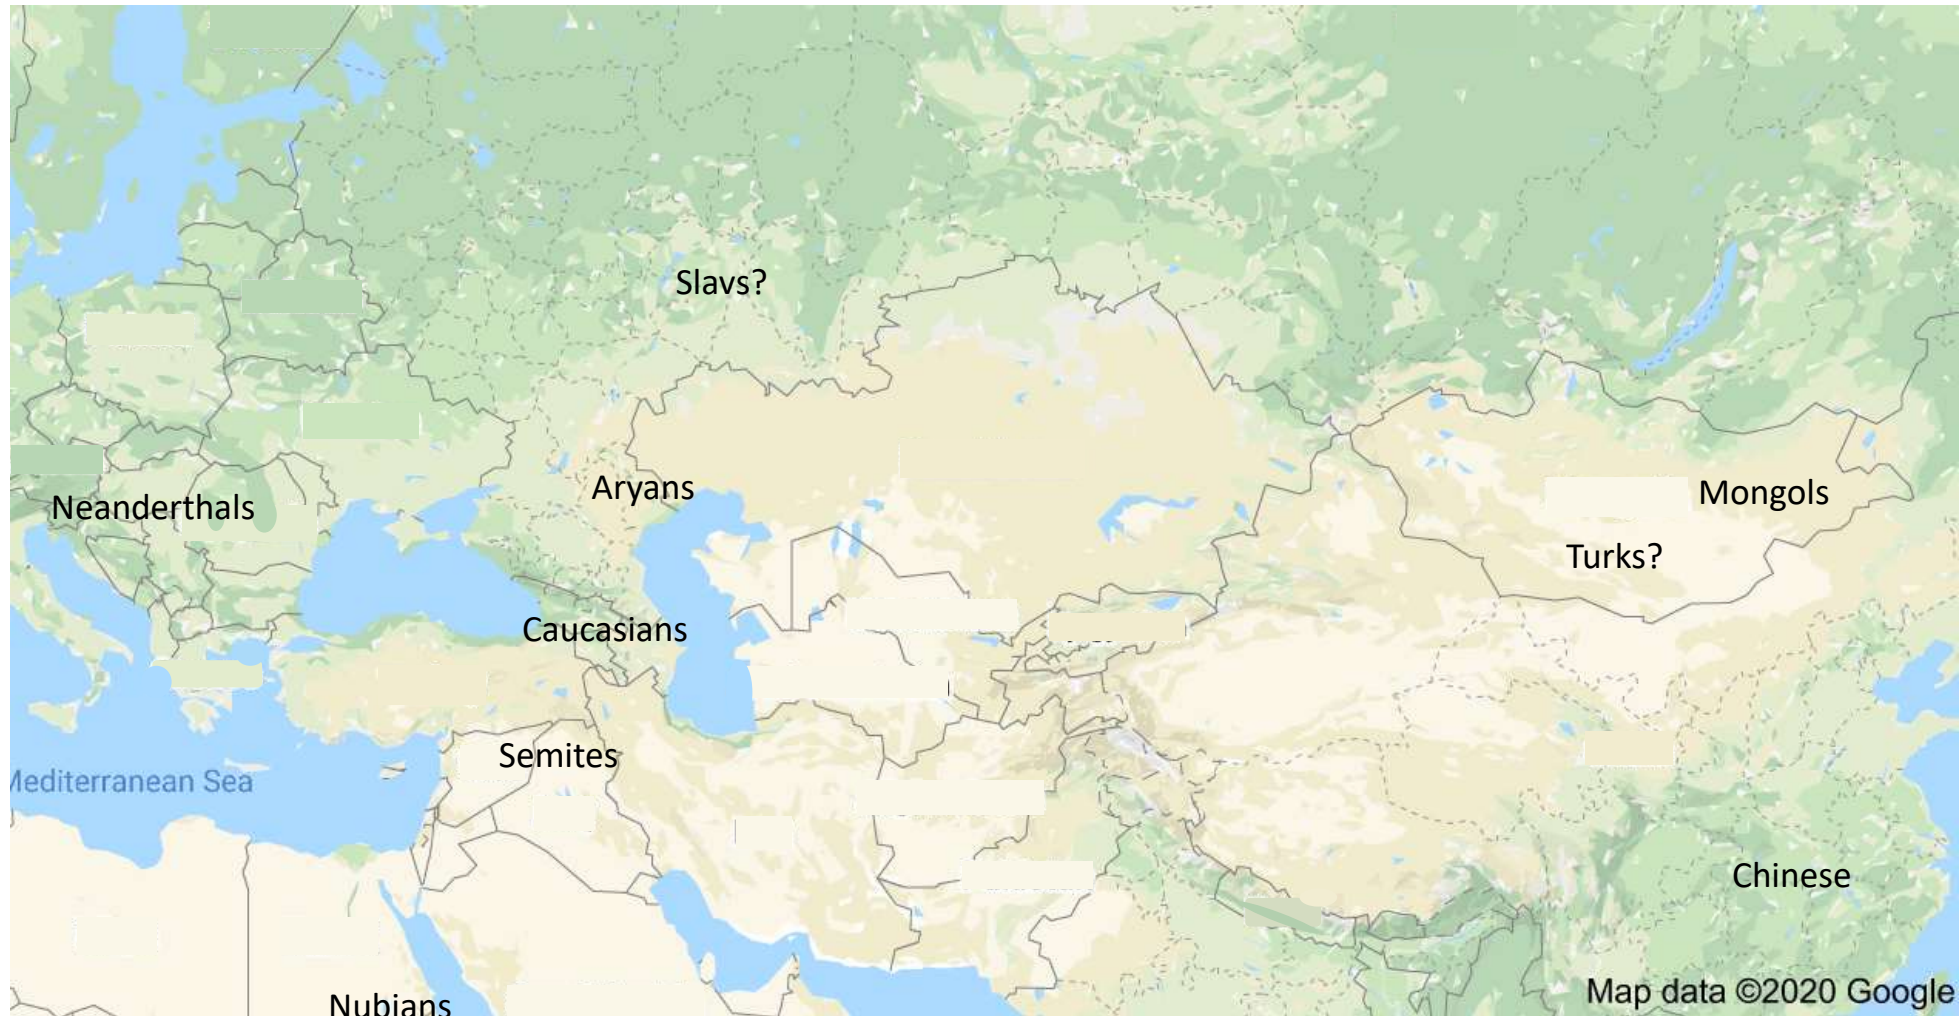 Slavs?
Aryans
Neanderthals
Mongols
Turks?
Caucasians
Semites
Mediterranean Sea
Chinese
Nubians
Map data ©2020 Google